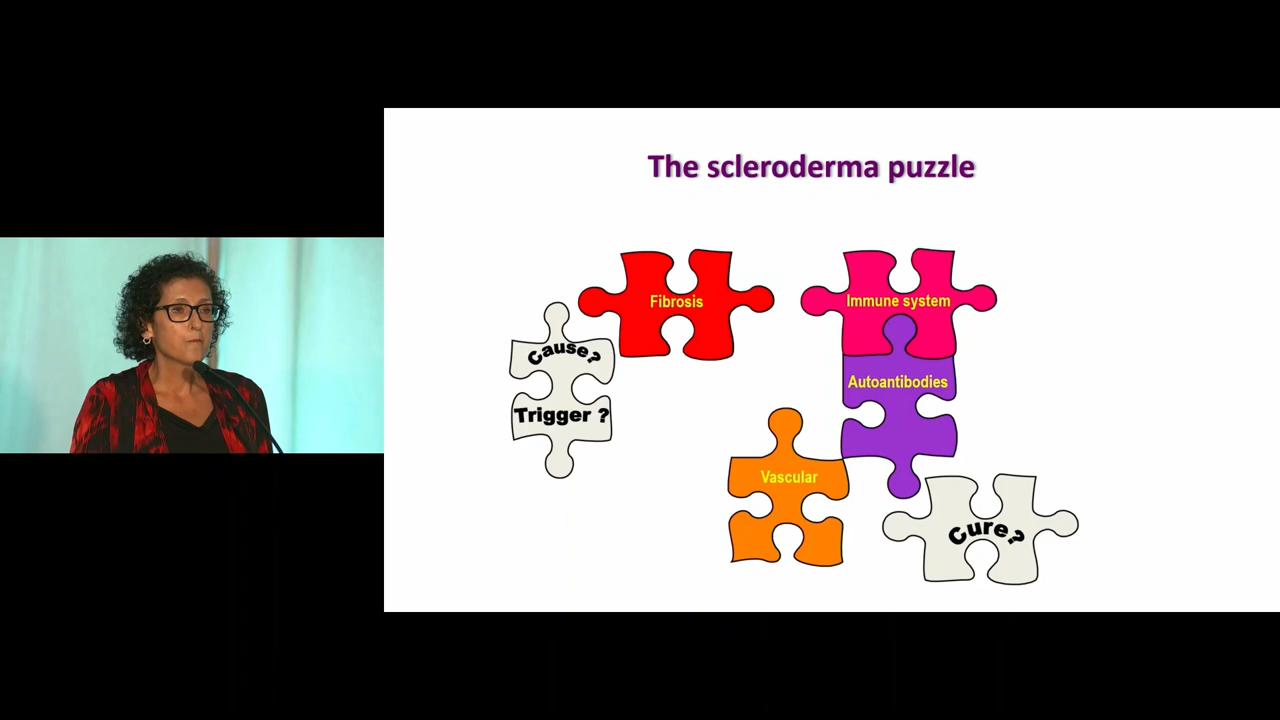 The scleroderma puzzle
Fibrosis
Immune system
Cause?
Trigger ?
Autoantibodies
Vascular
Cure?